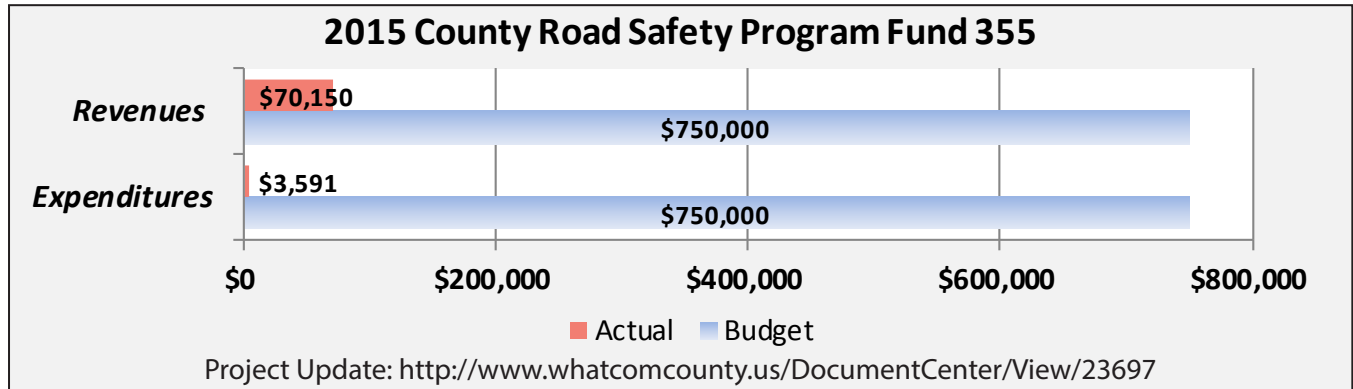 2015 County Road Safety Program Fund 355
Revenues
$70,150
$750,000
Expenditures
$3,591
$750,000
$0 $200,000 $400,000 $600,000 $800,000
Actual Budget
Project Update: http://www.whatcomcounty.us/DocumentCenter/View/23697